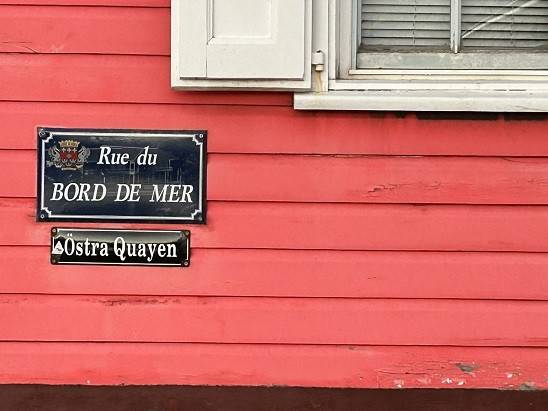 Rue du
BORD DE MER
Östra Quayen